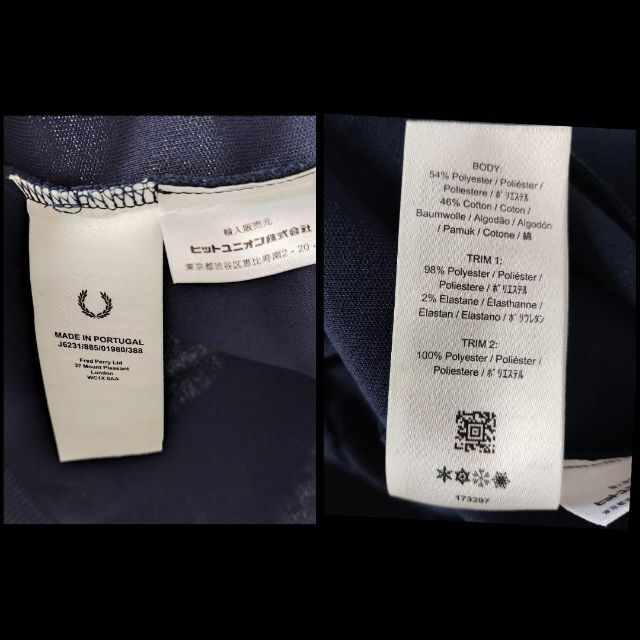 MADE IN PORTUGAL
J6231/885/01980/388
Fred Perry Ltd
37 Mount Pleasant
London
WC1X 0AA
輸入販売元
ヒットユニオン株式会社
東京都渋谷区恵比寿南2-20
BODY:
54% Polyester / Poliéster /
Poliestere / ﾎﾟﾘｴｽﾃﾙ
46% Cotton / Coton /
Baumwolle / Algodão / Algodón
/ Pamuk / Cotone / 綿
TRIM 1:
98% Polyester / Poliéster /
Poliestere / ﾎﾟﾘｴｽﾃﾙ
2% Elastane / Élasthanne /
Elastan / Elastano / ﾎﾟﾘｳﾚﾀﾝ
TRIM 2:
100% Polyester / Poliéster /
Poliestere / ﾎﾟﾘｴｽﾃﾙ
173297